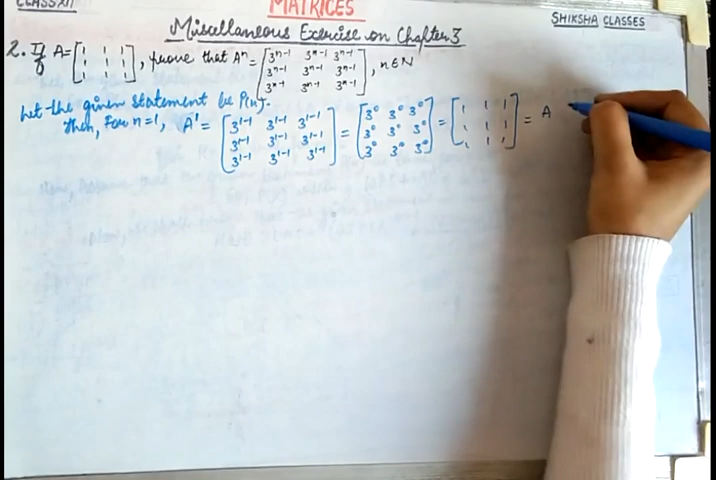 CLASS XII
MATRICES
SHIKSHA CLASSES
Miscellaneous Exercise on Chapter 3
2. If A = [1 1 1; 1 1 1; 1 1 1], prove that Aⁿ = [3ⁿ⁻¹ 3ⁿ⁻¹ 3ⁿ⁻¹; 3ⁿ⁻¹ 3ⁿ⁻¹ 3ⁿ⁻¹; 3ⁿ⁻¹ 3ⁿ⁻¹ 3ⁿ⁻¹], n ∈ N
Let the given statement be P(n).
Then, for n=1, A¹ = [3¹⁻¹ 3¹⁻¹ 3¹⁻¹; 3¹⁻¹ 3¹⁻¹ 3¹⁻¹; 3¹⁻¹ 3¹⁻¹ 3¹⁻¹] = [3⁰ 3⁰ 3⁰; 3⁰ 3⁰ 3⁰; 3⁰ 3⁰ 3⁰] = [1 1 1; 1 1 1; 1 1 1] = A